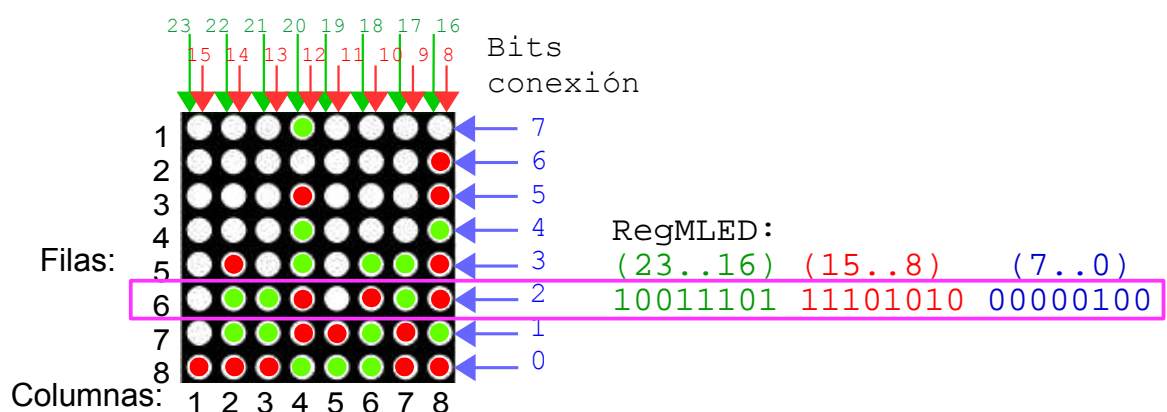 23 22 21 20 19 18 17 16
15 14 13 12 11 10 9 8
Bits
conexión
1 7
2 6
3 5
4 4
RegMLED:
Filas:
5 3
(23..16) (15..8) (7..0)
6 2
10011101 11101010 00000100
7 1
8 0
Columnas: 1 2 3 4 5 6 7 8